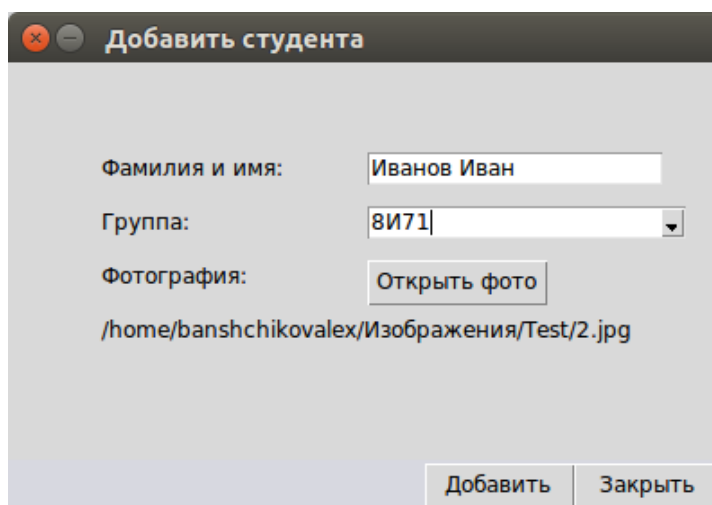 Добавить студента
Фамилия и имя: Иванов Иван
Группа: 8И71
Фотография: Открыть фото
/home/banshchikovalex/Изображения/Test/2.jpg
Добавить Закрыть